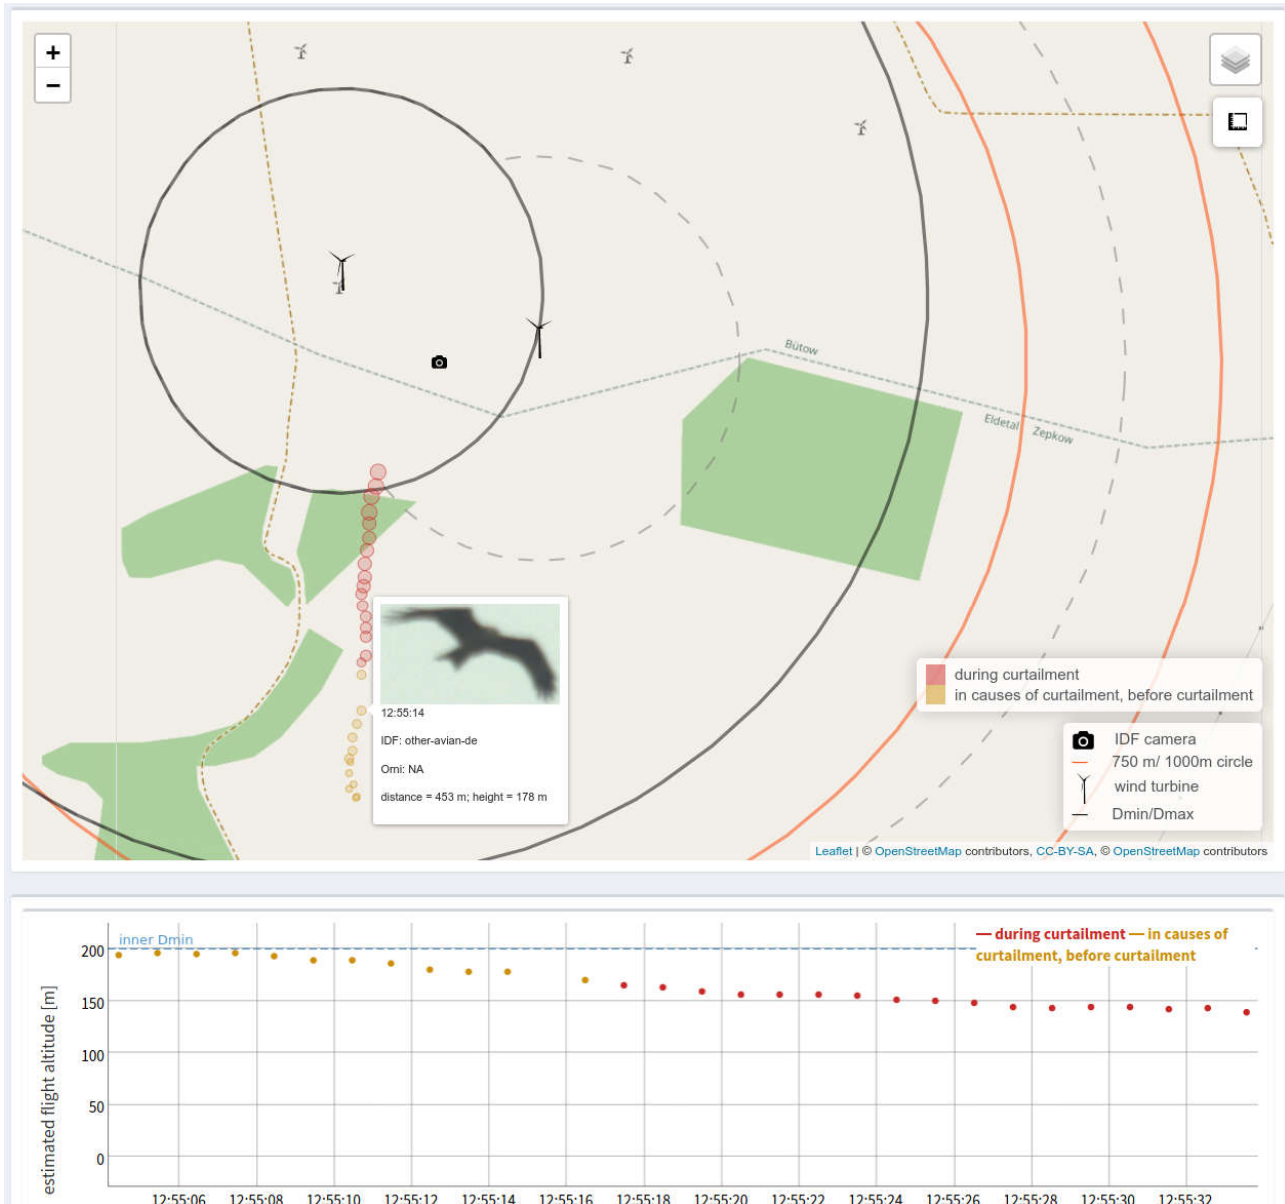 +
−
Bütow
Eldetal
Zepkow
during curtailment
in causes of curtailment, before curtailment
12:55:14
IDF: other-avian-de
Orni: NA
distance = 453 m; height = 178 m
IDF camera
750 m/ 1000m circle
wind turbine
Dmin/Dmax
Leaflet | © OpenStreetMap contributors, CC-BY-SA, © OpenStreetMap contributors
inner Dmin
— during curtailment — in causes of
curtailment, before curtailment
estimated flight altitude [m]
200
150
100
50
0
12:55:06 12:55:08 12:55:10 12:55:12 12:55:14 12:55:16 12:55:18 12:55:20 12:55:22 12:55:24 12:55:26 12:55:28 12:55:30 12:55:32